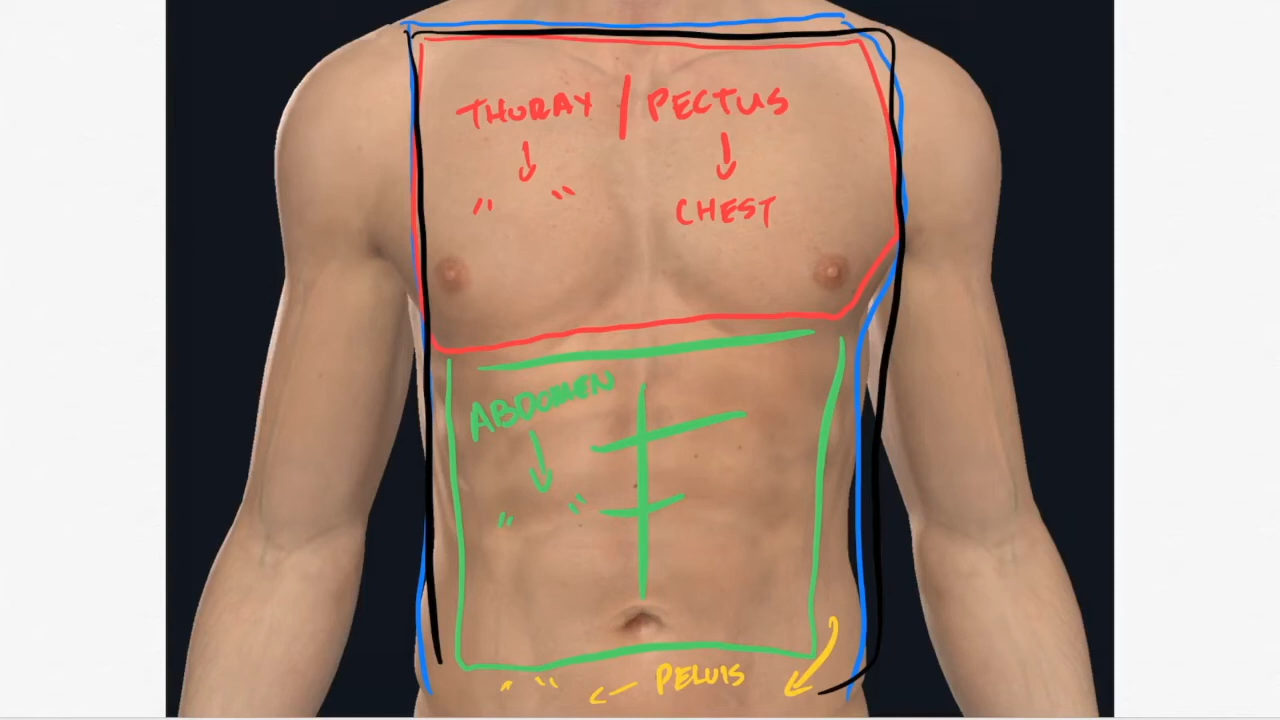 THORAX / PECTUS
" " CHEST
ABDOMEN
" "
" " PELVIS